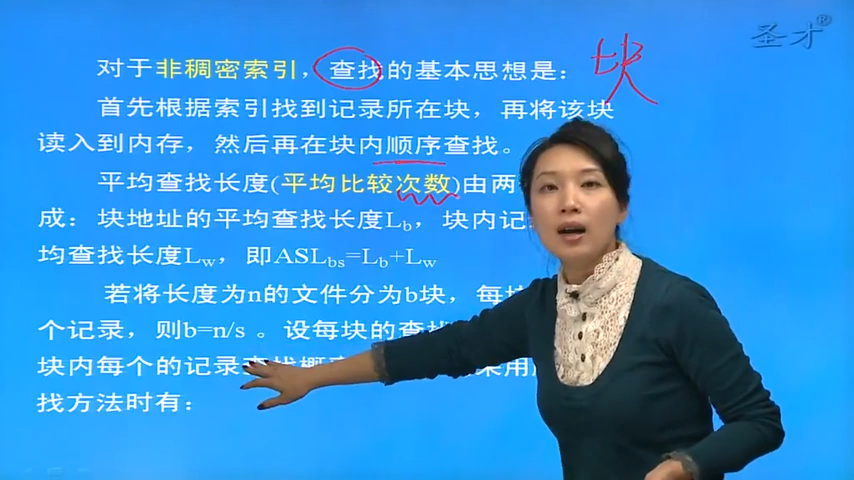 圣才®
块
对于非稠密索引，查找的基本思想是：
首先根据索引找到记录所在块，再将该块
读入到内存，然后再在块内顺序查找。
平均查找长度(平均比较次数)由两
成：块地址的平均查找长度Lb，块内记
均查找长度Lw，即ASLbs=Lb+Lw
若将长度为n的文件分为b块，每
个记录，则b=n/s 。设每块的查
块内每个的记录查找概
找方法时有：